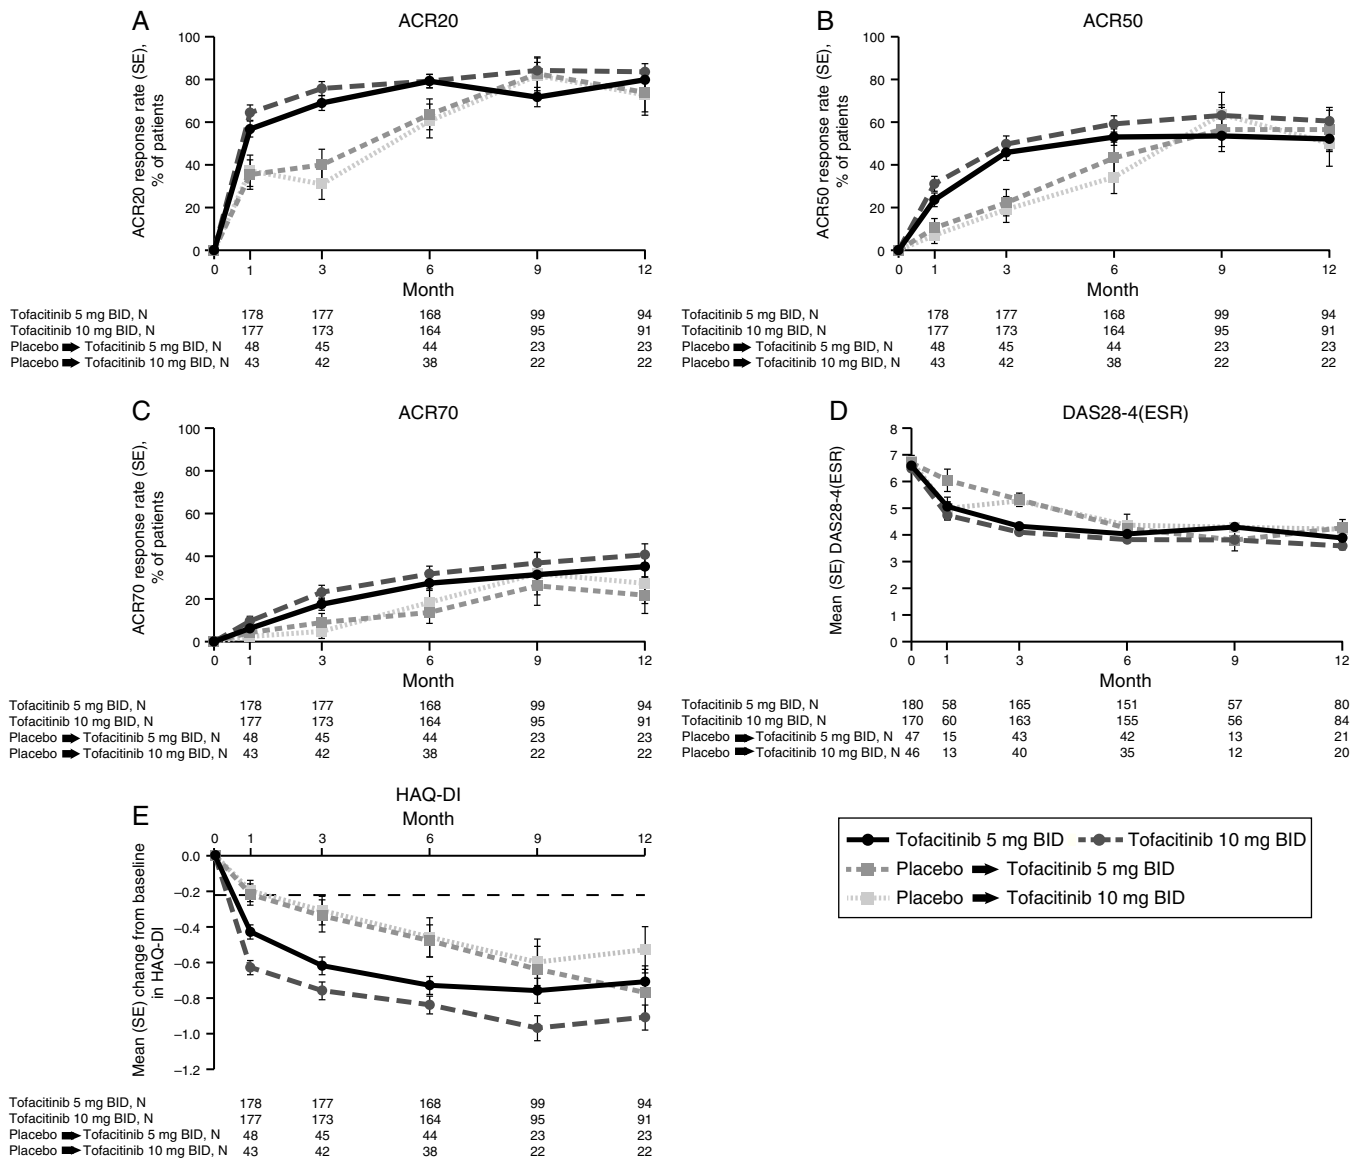 A
ACR20
ACR20 response rate (SE),
% of patients
100
80
60
40
20
0
0 1 3 6 9 12
Month
Tofacitinib 5 mg BID, N 178 177 168 99 94
Tofacitinib 10 mg BID, N 177 173 164 95 91
Placebo ➡ Tofacitinib 5 mg BID, N 48 45 44 23 23
Placebo ➡ Tofacitinib 10 mg BID, N 43 42 38 22 22
B
ACR50
ACR50 response rate (SE),
% of patients
100
80
60
40
20
0
0 1 3 6 9 12
Month
Tofacitinib 5 mg BID, N 178 177 168 99 94
Tofacitinib 10 mg BID, N 177 173 164 95 91
Placebo ➡ Tofacitinib 5 mg BID, N 48 45 44 23 23
Placebo ➡ Tofacitinib 10 mg BID, N 43 42 38 22 22
C
ACR70
ACR70 response rate (SE),
% of patients
100
80
60
40
20
0
0 1 3 6 9 12
Month
Tofacitinib 5 mg BID, N 178 177 168 99 94
Tofacitinib 10 mg BID, N 177 173 164 95 91
Placebo ➡ Tofacitinib 5 mg BID, N 48 45 44 23 23
Placebo ➡ Tofacitinib 10 mg BID, N 43 42 38 22 22
D
DAS28-4(ESR)
Mean (SE) DAS28-4(ESR)
8
7
6
5
4
3
2
1
0
0 1 3 6 9 12
Month
Tofacitinib 5 mg BID, N 180 58 165 151 57 80
Tofacitinib 10 mg BID, N 170 60 163 155 56 84
Placebo ➡ Tofacitinib 5 mg BID, N 47 15 43 42 13 21
Placebo ➡ Tofacitinib 10 mg BID, N 46 13 40 35 12 20
E
HAQ-DI
Month
0 1 3 6 9 12
Mean (SE) change from baseline
in HAQ-DI
0.0
−0.2
−0.4
−0.6
−0.8
−1.0
−1.2
Tofacitinib 5 mg BID, N 178 177 168 99 94
Tofacitinib 10 mg BID, N 177 173 164 95 91
Placebo ➡ Tofacitinib 5 mg BID, N 48 45 44 23 23
Placebo ➡ Tofacitinib 10 mg BID, N 43 42 38 22 22
Tofacitinib 5 mg BID Tofacitinib 10 mg BID
Placebo ➡ Tofacitinib 5 mg BID
Placebo ➡ Tofacitinib 10 mg BID